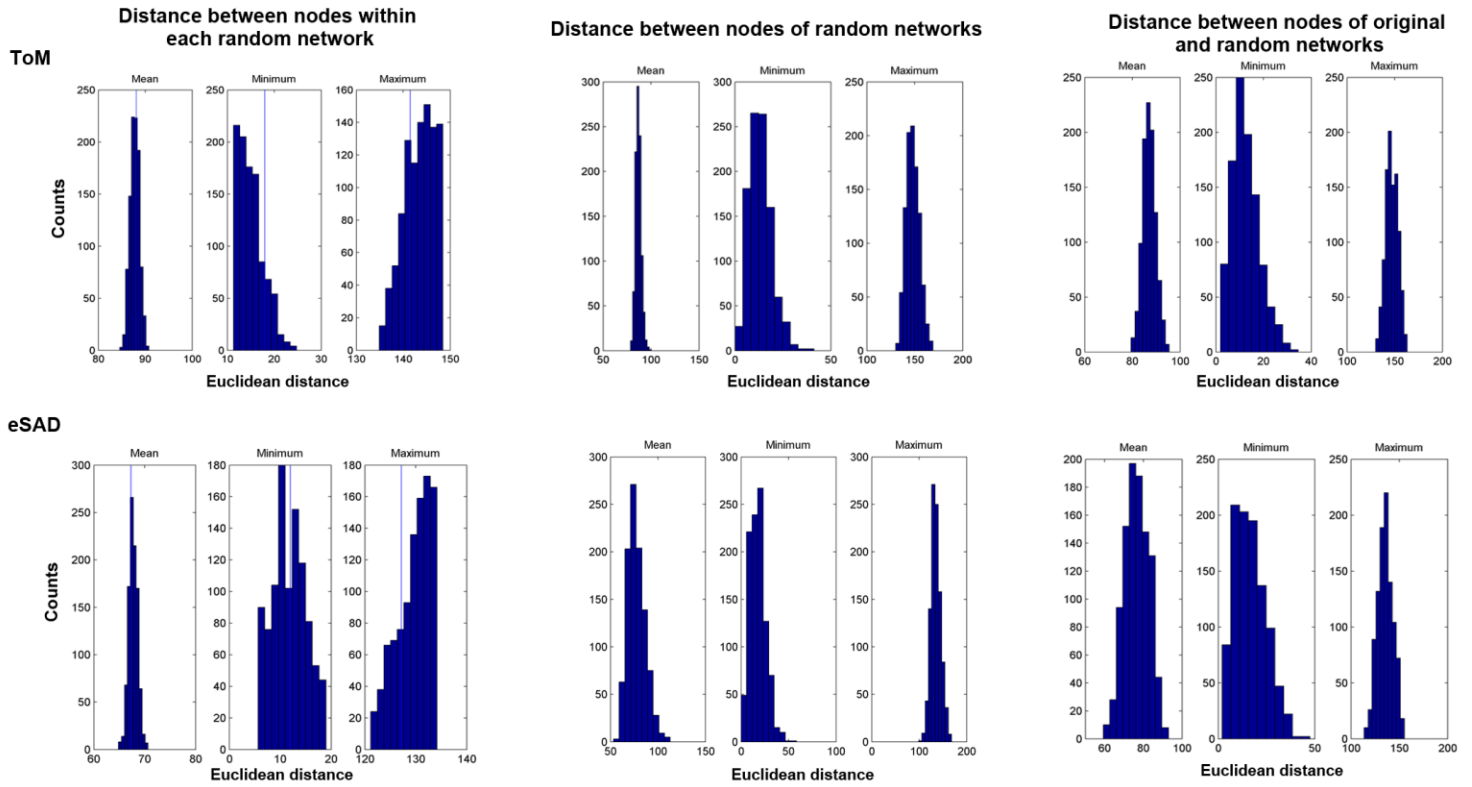 Distance between nodes within
each random network
Distance between nodes of random networks
Distance between nodes of original
and random networks
ToM
Mean
Minimum
Maximum
Mean
Minimum
Maximum
Mean
Minimum
Maximum
Counts
250
200
150
100
50
0
80 90 100
250
200
150
100
50
0
10 20 30
160
140
120
100
80
60
40
20
0
130 140 150
300
250
200
150
100
50
0
50 100 150
300
250
200
150
100
50
0
0 50
300
250
200
150
100
50
0
100 150 200
250
200
150
100
50
0
60 80 100
250
200
150
100
50
0
0 20 40
250
200
150
100
50
0
100 150 200
Euclidean distance
Euclidean distance
Euclidean distance
eSAD
Mean
Minimum
Maximum
Mean
Minimum
Maximum
Mean
Minimum
Maximum
Counts
300
250
200
150
100
50
0
60 70 80
180
160
140
120
100
80
60
40
20
0
0 10 20
180
160
140
120
100
80
60
40
20
0
120 130 140
300
250
200
150
100
50
0
50 100 150
300
250
200
150
100
50
0
0 50 100
300
250
200
150
100
50
0
0 100 200
200
180
160
140
120
100
80
60
40
20
0
60 80 100
250
200
150
100
50
0
0 50
250
200
150
100
50
0
100 150 200
Euclidean distance
Euclidean distance
Euclidean distance